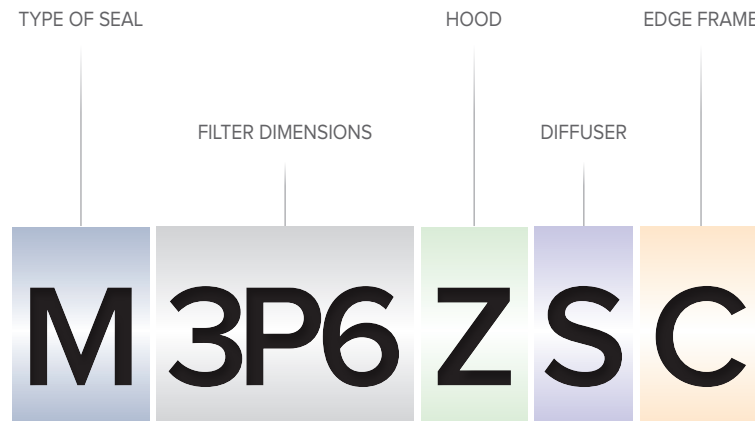 TYPE OF SEAL HOOD EDGE FRAME
FILTER DIMENSIONS DIFFUSER
M 3P6 Z S C